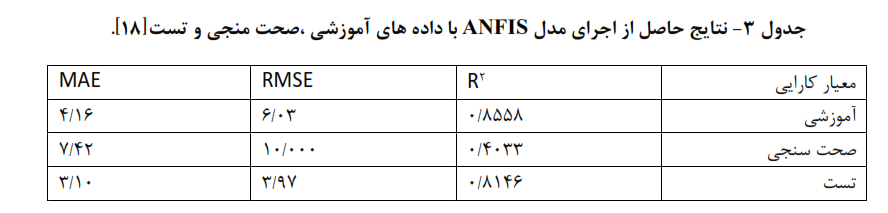 جدول ۳- نتایج حاصل از اجرای مدل ANFIS با داده های آموزشی ،صحت منجی و تست[۱۸].
معیار کارایی R² RMSE MAE
آموزشی ۰/۸۵۵۸ ۶/۰۳ ۴/۱۶
صحت سنجی ۰/۴۰۳۳ ۱۰/۰۰۰ ۷/۴۲
تست ۰/۸۱۴۶ ۳/۹۷ ۳/۱۰